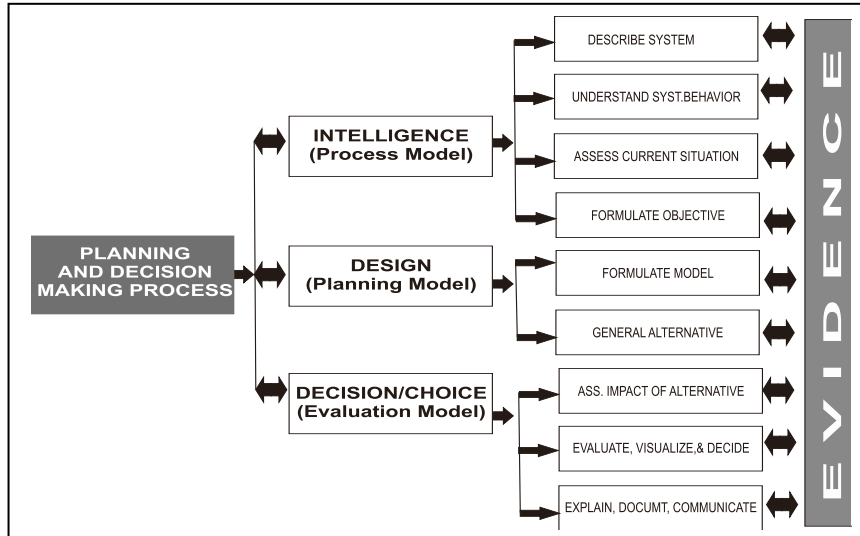 PLANNING
AND DECISION
MAKING PROCESS
INTELLIGENCE
(Process Model)
DESCRIBE SYSTEM
UNDERSTAND SYST.BEHAVIOR
ASSESS CURRENT SITUATION
FORMULATE OBJECTIVE
DESIGN
(Planning Model)
FORMULATE MODEL
GENERAL ALTERNATIVE
DECISION/CHOICE
(Evaluation Model)
ASS. IMPACT OF ALTERNATIVE
EVALUATE, VISUALIZE,& DECIDE
EXPLAIN, DOCUMT, COMMUNICATE
EVIDENCE